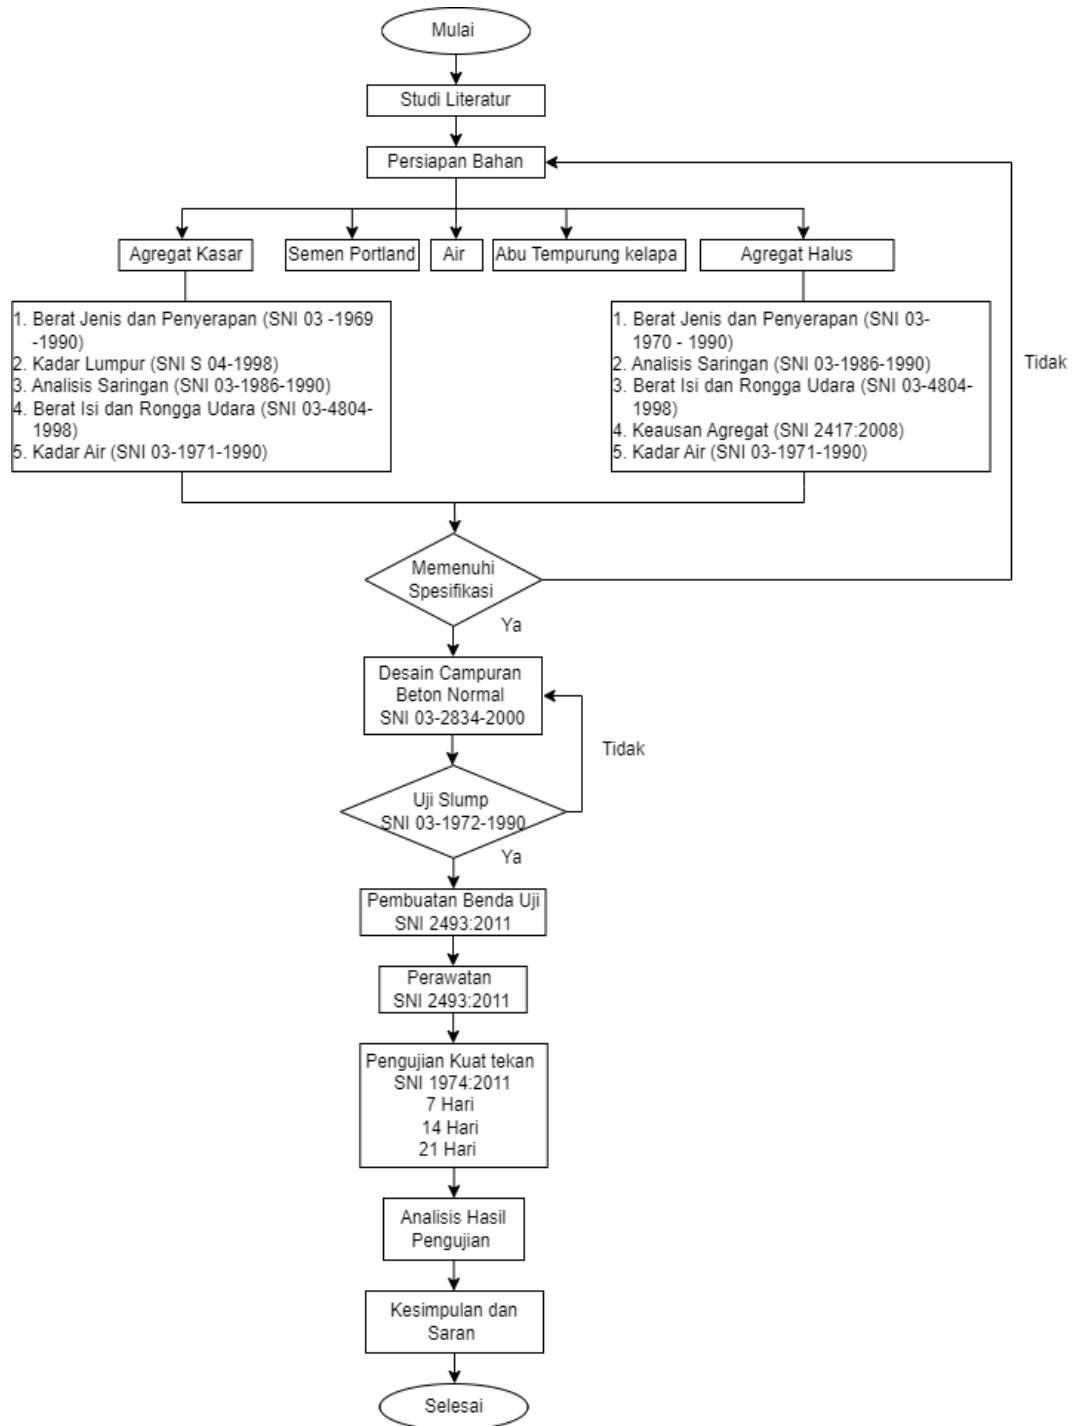 Mulai
Studi Literatur
Persiapan Bahan
Agregat Kasar
Semen Portland
Air
Abu Tempurung kelapa
Agregat Halus
1. Berat Jenis dan Penyerapan (SNI 03 -1969
-1990)
2. Kadar Lumpur (SNI S 04-1998)
3. Analisis Saringan (SNI 03-1986-1990)
4. Berat Isi dan Rongga Udara (SNI 03-4804-
1998)
5. Kadar Air (SNI 03-1971-1990)
1. Berat Jenis dan Penyerapan (SNI 03-
1970 - 1990)
2. Analisis Saringan (SNI 03-1986-1990)
3. Berat Isi dan Rongga Udara (SNI 03-4804-
1998)
4. Keausan Agregat (SNI 2417:2008)
5. Kadar Air (SNI 03-1971-1990)
Tidak
Memenuhi
Spesifikasi
Ya
Desain Campuran
Beton Normal
SNI 03-2834-2000
Tidak
Uji Slump
SNI 03-1972-1990
Ya
Pembuatan Benda Uji
SNI 2493:2011
Perawatan
SNI 2493:2011
Pengujian Kuat tekan
SNI 1974:2011
7 Hari
14 Hari
21 Hari
Analisis Hasil
Pengujian
Kesimpulan dan
Saran
Selesai